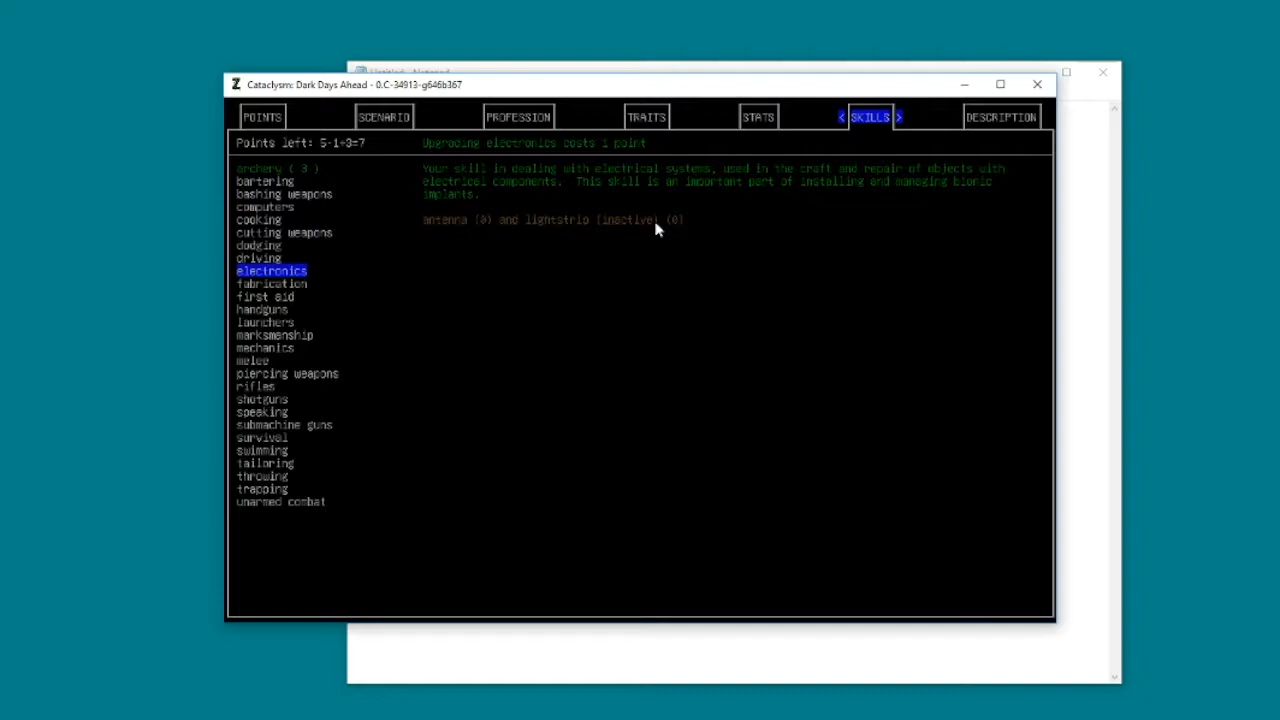 Untitled - Notepad
Cataclysm: Dark Days Ahead - 0.C-34913-g646b367
POINTS SCENARIO PROFESSION TRAITS STATS < SKILLS > DESCRIPTION
Points left: 5-1+3=7 Upgrading electronics costs 1 point
archery ( 3 ) Your skill in dealing with electrical systems, used in the craft and repair of objects with
bartering electrical components. This skill is an important part of installing and managing bionic
bashing weapons implants.
computers
cooking antenna (0) and lightstrip (inactive) (0)
cutting weapons
dodging
driving
electronics
fabrication
first aid
handguns
launchers
marksmanship
mechanics
melee
piercing weapons
rifles
shotguns
speaking
submachine guns
survival
swimming
tailoring
throwing
trapping
unarmed combat